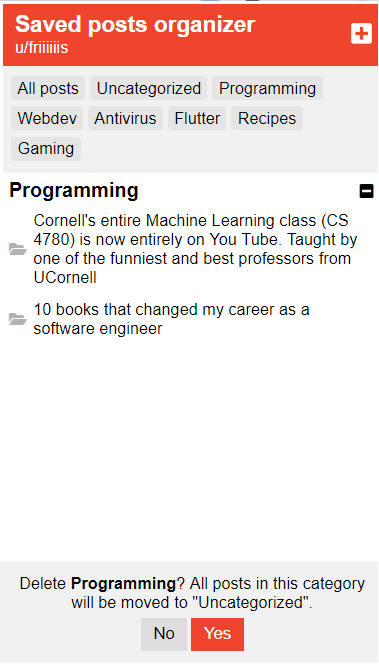 Saved posts organizer
u/friiiiiis
All posts Uncategorized Programming
Webdev Antivirus Flutter Recipes
Gaming
Programming
Cornell's entire Machine Learning class (CS
4780) is now entirely on You Tube. Taught by
one of the funniest and best professors from
UCornell
10 books that changed my career as a
software engineer
Delete Programming? All posts in this category
will be moved to "Uncategorized".
No Yes